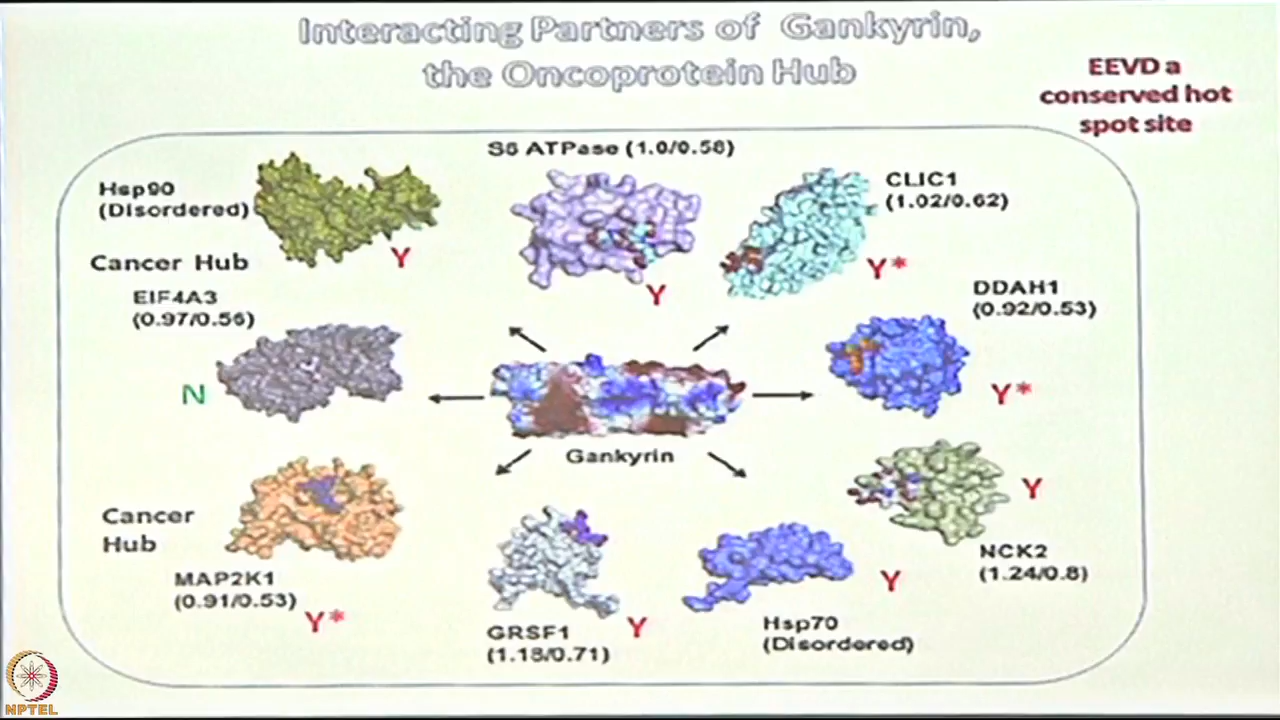 Interacting Partners of Gankyrin,
the Oncoprotein Hub
EEVD a
conserved hot
spot site
S6 ATPase (1.0/0.58)
Hsp90
(Disordered)
Y
Cancer Hub
Y
CLIC1
(1.02/0.62)
Y*
EIF4A3
(0.97/0.56)
N
DDAH1
(0.92/0.53)
Y*
Gankyrin
Cancer
Hub
MAP2K1
(0.91/0.53)
Y*
GRSF1
(1.18/0.71)
Y
Hsp70
(Disordered)
Y
NCK2
(1.24/0.8)
Y
NPTEL